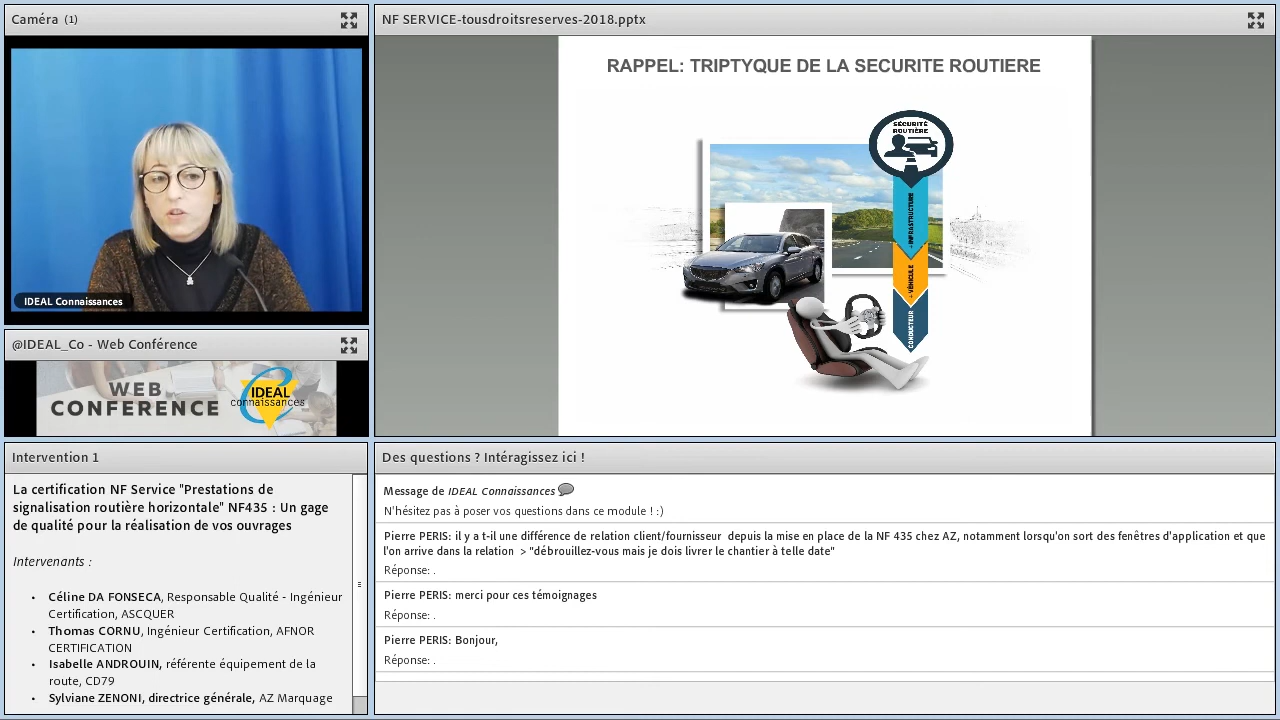 Caméra (1)
IDEAL Connaissances
@IDEAL_Co - Web Conférence
WEB
CONFERENCE
IDEAL
connaissances
NF SERVICE-tousdroitsreserves-2018.pptx
RAPPEL: TRIPTYQUE DE LA SECURITE ROUTIERE
SÉCURITÉ
ROUTIÈRE
- INFRASTRUCTURE
- VÉHICULE
CONDUCTEUR
Intervention 1
La certification NF Service "Prestations de
signalisation routière horizontale" NF435 : Un gage
de qualité pour la réalisation de vos ouvrages
Intervenants :
• Céline DA FONSECA, Responsable Qualité - Ingénieur
Certification, ASCQUER
• Thomas CORNU, Ingénieur Certification, AFNOR
CERTIFICATION
• Isabelle ANDROUIN, référente équipement de la
route, CD79
• Sylviane ZENONI, directrice générale, AZ Marquage
Des questions ? Intéragissez ici !
Message de IDEAL Connaissances
N'hésitez pas à poser vos questions dans ce module ! :)
Pierre PERIS: il y a t-il une différence de relation client/fournisseur depuis la mise en place de la NF 435 chez AZ, notamment lorsqu'on sort des fenêtres d'application et que
l'on arrive dans la relation > "débrouillez-vous mais je dois livrer le chantier à telle date"
Réponse: .
Pierre PERIS: merci pour ces témoignages
Réponse: .
Pierre PERIS: Bonjour,
Réponse: .